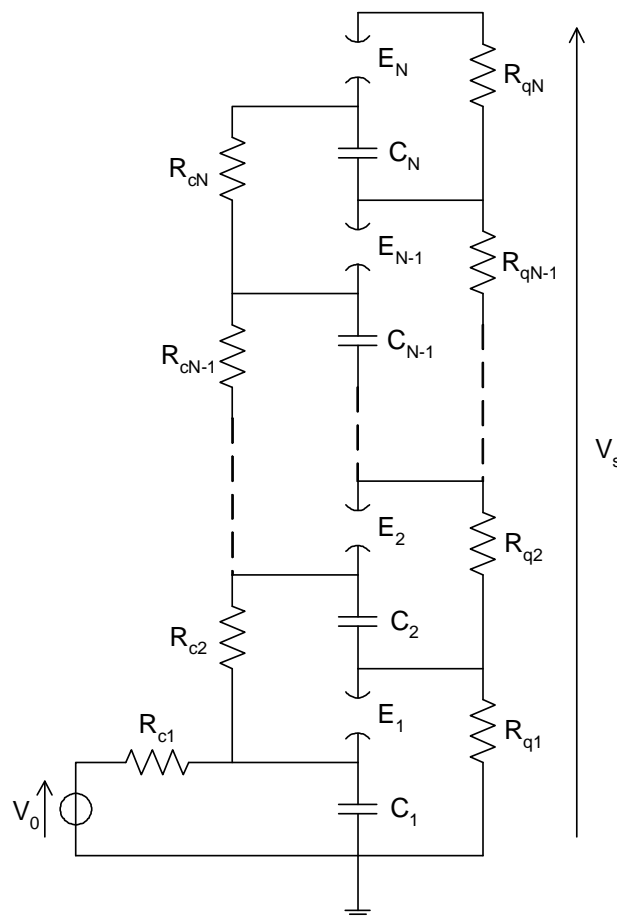 E_N
R_qN
C_N
R_cN
E_N-1
R_qN-1
C_N-1
R_cN-1
V_s
E_2
R_q2
C_2
R_c2
E_1
R_q1
R_c1
V_0
C_1